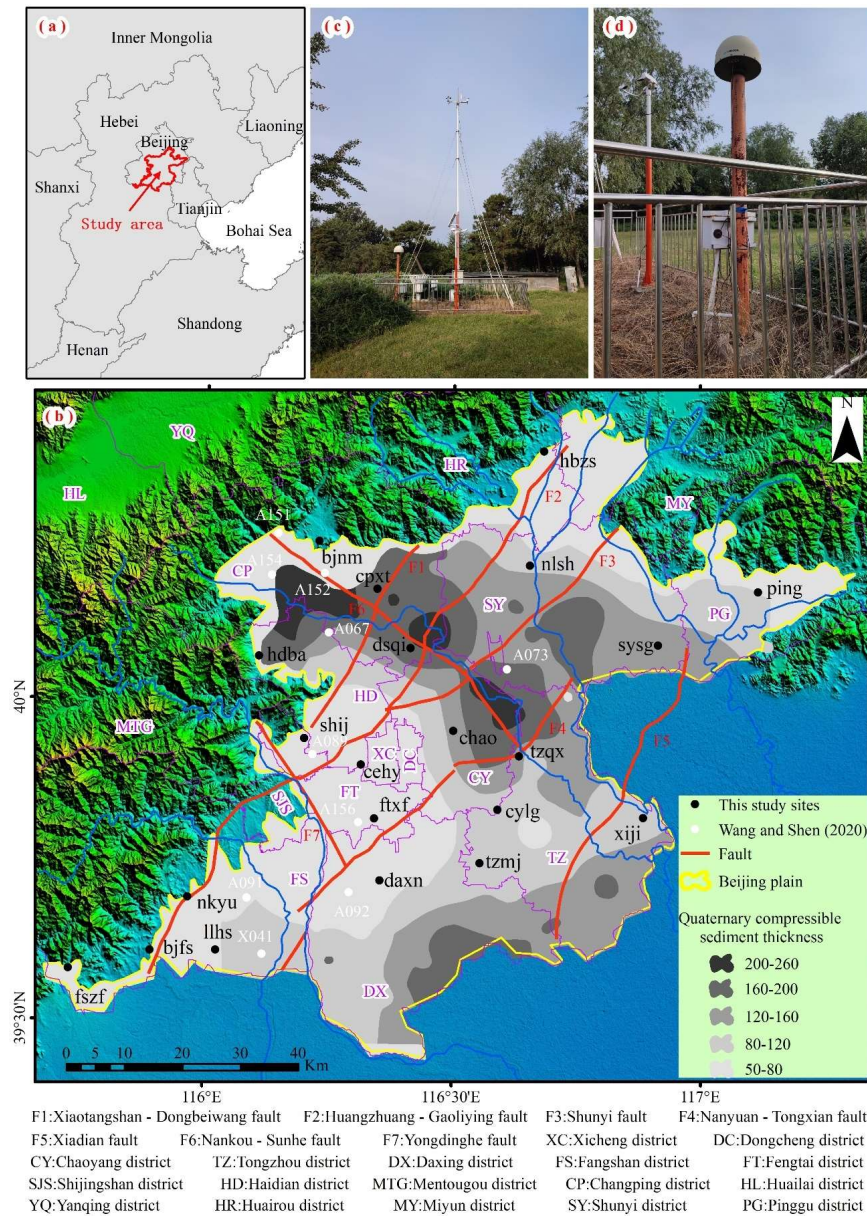 (a)
Inner Mongolia
Hebei
Liaoning
Beijing
Shanxi
Study area
Tianjin
Bohai Sea
Shandong
Henan
(c)
(d)
(b)
N
YQ
HR
hbzs
F2
HL
MY
A151
bjnm
nlsh
CP
A154
cpxt
F1
F3
A152
F6
SY
ping
PG
A067
hdba
dsqi
A073
sysg
40°N
HD
MTG
shij
chao
F4
F5
XC
DC
tzqx
cehy
CY
FT
SJS
A156
ftxf
cylg
xiji
F7
tzmj
TZ
FS
daxn
A091
A092
nkyu
llhs
X041
bjfs
fszf
DX
39°30'N
This study sites
Wang and Shen (2020)
Fault
Beijing plain
Quaternary compressible
sediment thickness
200-260
160-200
120-160
80-120
50-80
0 5 10 20 30 40
Km
116°E 116°30'E 117°E
F1:Xiaotangshan - Dongbeiwang fault F2:Huangzhuang - Gaoliying fault F3:Shunyi fault F4:Nanyuan - Tongxian fault
F5:Xiadian fault F6:Nankou - Sunhe fault F7:Yongdinghe fault XC:Xicheng district DC:Dongcheng district
CY:Chaoyang district TZ:Tongzhou district DX:Daxing district FS:Fangshan district FT:Fengtai district
SJS:Shijingshan district HD:Haidian district MTG:Mentougou district CP:Changping district HL:Huailai district
YQ:Yanqing district HR:Huairou district MY:Miyun district SY:Shunyi district PG:Pinggu district